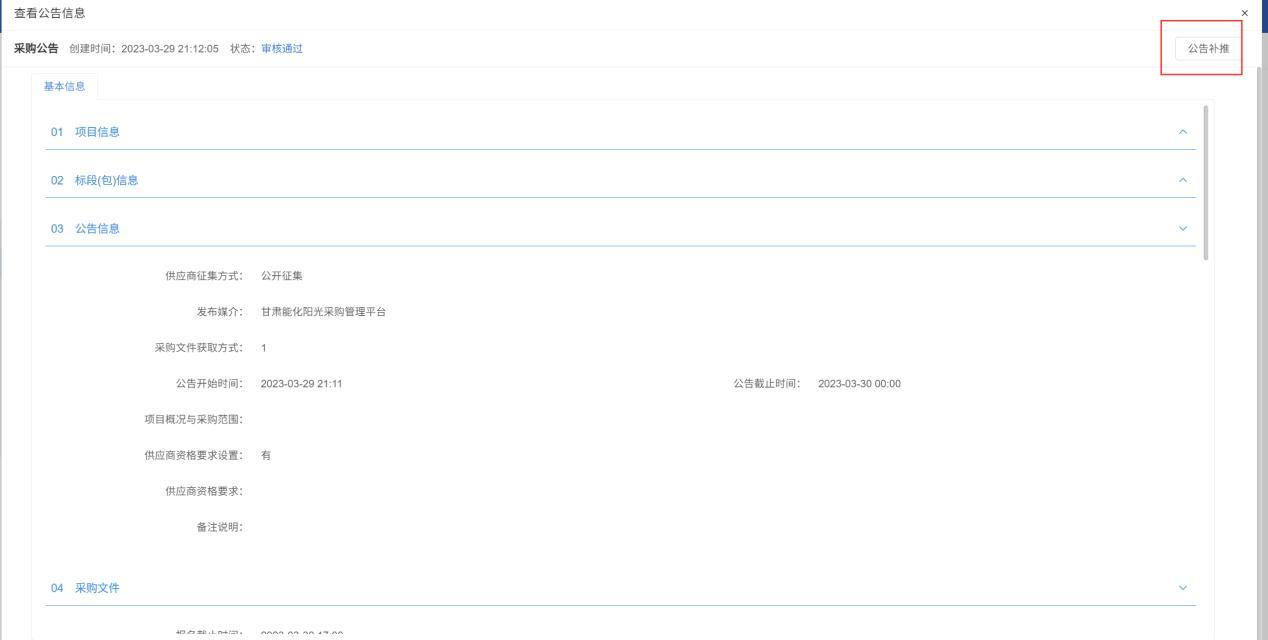 查看公告信息 ×
采购公告 创建时间：2023-03-29 21:12:05 状态：审核通过 公告补推
基本信息
01 项目信息
02 标段(包)信息
03 公告信息
供应商征集方式： 公开征集
发布媒介： 甘肃能化阳光采购管理平台
采购文件获取方式： 1
公告开始时间： 2023-03-29 21:11 公告截止时间： 2023-03-30 00:00
项目概况与采购范围：
供应商资格要求设置： 有
供应商资格要求：
备注说明：
04 采购文件